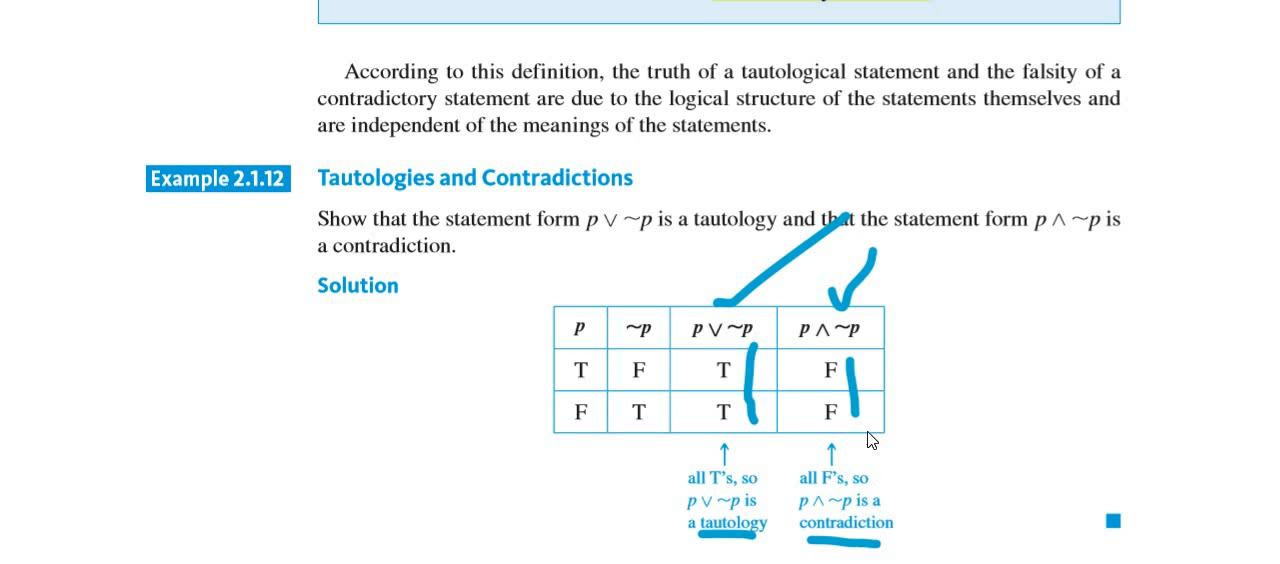 According to this definition, the truth of a tautological statement and the falsity of a
contradictory statement are due to the logical structure of the statements themselves and
are independent of the meanings of the statements.
Example 2.1.12 Tautologies and Contradictions
Show that the statement form p ∨ ~p is a tautology and that the statement form p ∧ ~p is
a contradiction.
Solution
p ~p p ∨ ~p p ∧ ~p
T F T F
F T T F
↑ ↑
all T's, so all F's, so
p ∨ ~p is p ∧ ~p is a
a tautology contradiction